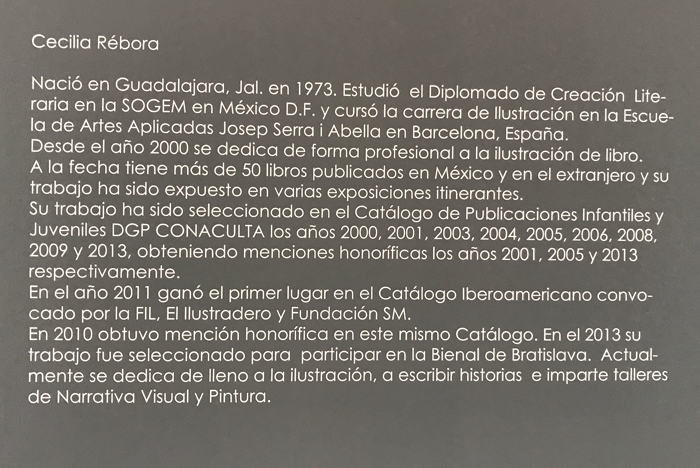 Cecilia Rébora
Nació en Guadalajara, Jal. en 1973. Estudió el Diplomado de Creación Lite-
raria en la SOGEM en México D.F. y cursó la carrera de Ilustración en la Escue-
la de Artes Aplicadas Josep Serra i Abella en Barcelona, España.
Desde el año 2000 se dedica de forma profesional a la ilustración de libro.
A la fecha tiene más de 50 libros publicados en México y en el extranjero y su
trabajo ha sido expuesto en varias exposiciones itinerantes.
Su trabajo ha sido seleccionado en el Catálogo de Publicaciones Infantiles y
Juveniles DGP CONACULTA los años 2000, 2001, 2003, 2004, 2005, 2006, 2008,
2009 y 2013, obteniendo menciones honoríficas los años 2001, 2005 y 2013
respectivamente.
En el año 2011 ganó el primer lugar en el Catálogo Iberoamericano convo-
cado por la FIL, El Ilustradero y Fundación SM.
En 2010 obtuvo mención honorífica en este mismo Catálogo. En el 2013 su
trabajo fue seleccionado para participar en la Bienal de Bratislava. Actual-
mente se dedica de lleno a la ilustración, a escribir historias e imparte talleres
de Narrativa Visual y Pintura.